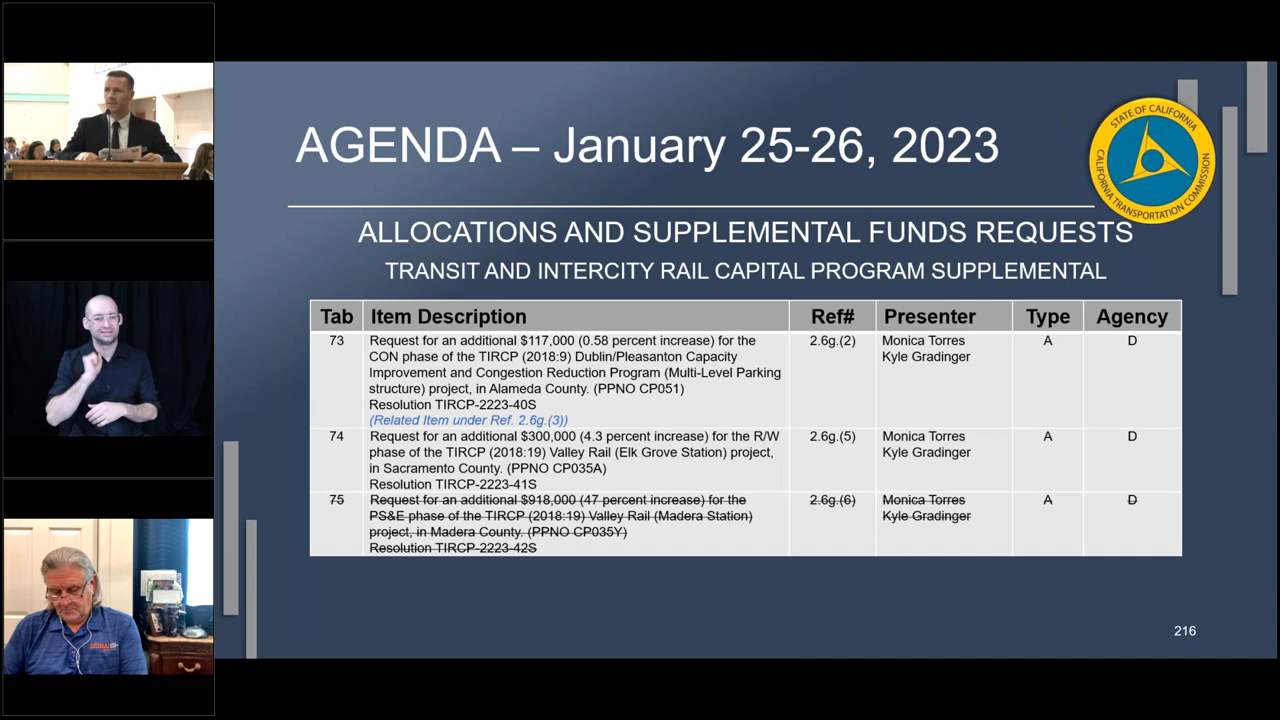 AGENDA – January 25-26, 2023
STATE OF CALIFORNIA
CALIFORNIA TRANSPORTATION COMMISSION
ALLOCATIONS AND SUPPLEMENTAL FUNDS REQUESTS
TRANSIT AND INTERCITY RAIL CAPITAL PROGRAM SUPPLEMENTAL
Tab Item Description Ref# Presenter Type Agency
73 Request for an additional $117,000 (0.58 percent increase) for the 2.6g.(2) Monica Torres A D
CON phase of the TIRCP (2018:9) Dublin/Pleasanton Capacity Kyle Gradinger
Improvement and Congestion Reduction Program (Multi-Level Parking
structure) project, in Alameda County. (PPNO CP051)
Resolution TIRCP-2223-40S
(Related Item under Ref. 2.6g.(3))
74 Request for an additional $300,000 (4.3 percent increase) for the R/W 2.6g.(5) Monica Torres A D
phase of the TIRCP (2018:19) Valley Rail (Elk Grove Station) project, Kyle Gradinger
in Sacramento County. (PPNO CP035A)
Resolution TIRCP-2223-41S
75 Request for an additional $918,000 (47 percent increase) for the 2.6g.(6) Monica Torres A D
PS&E phase of the TIRCP (2018:19) Valley Rail (Madera Station) Kyle Gradinger
project, in Madera County. (PPNO CP035Y)
Resolution TIRCP-2223-42S
216